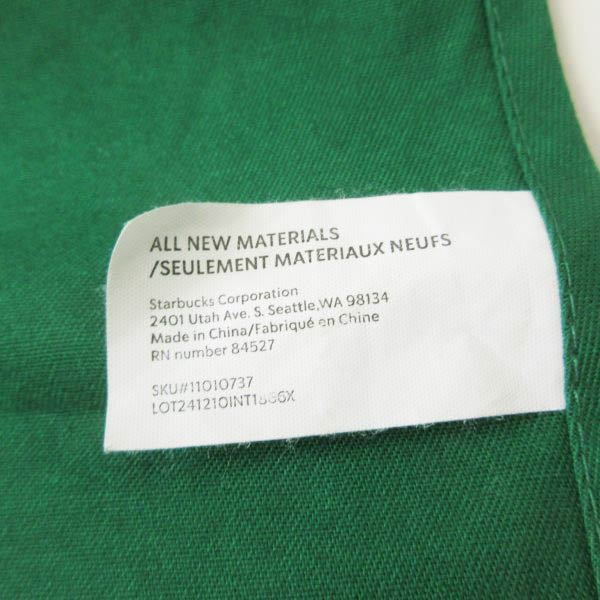 ALL NEW MATERIALS
/SEULEMENT MATERIAUX NEUFS
Starbucks Corporation
2401 Utah Ave. S. Seattle,WA 98134
Made in China/Fabriqué en Chine
RN number 84527
SKU#11010737